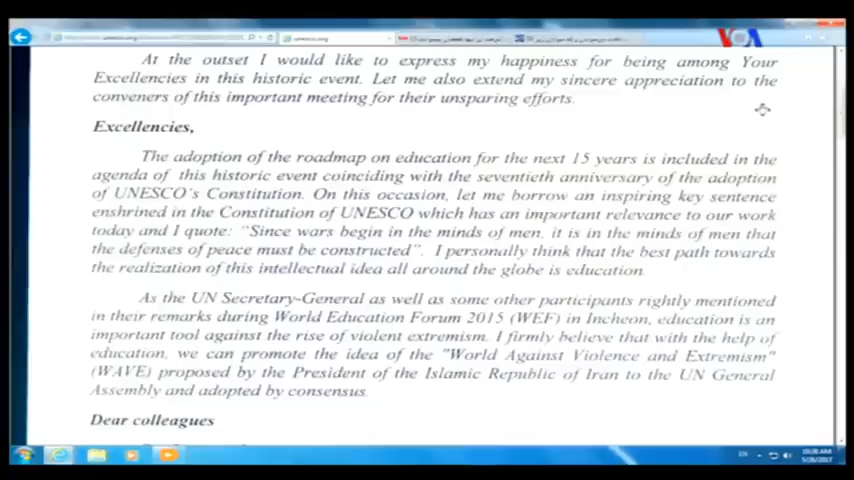 VOA
unesco.org
At the outset I would like to express my happiness for being among Your
Excellencies in this historic event. Let me also extend my sincere appreciation to the
conveners of this important meeting for their unsparing efforts.
Excellencies,
The adoption of the roadmap on education for the next 15 years is included in the
agenda of this historic event coinciding with the seventieth anniversary of the adoption
of UNESCO's Constitution. On this occasion, let me borrow an inspiring key sentence
enshrined in the Constitution of UNESCO which has an important relevance to our work
today and I quote: "Since wars begin in the minds of men, it is in the minds of men that
the defenses of peace must be constructed". I personally think that the best path towards
the realization of this intellectual idea all around the globe is education.
As the UN Secretary-General as well as some other participants rightly mentioned
in their remarks during World Education Forum 2015 (WEF) in Incheon, education is an
important tool against the rise of violent extremism. I firmly believe that with the help of
education, we can promote the idea of the "World Against Violence and Extremism"
(WAVE) proposed by the President of the Islamic Republic of Iran to the UN General
Assembly and adopted by consensus.
Dear colleagues
EN
10:28 AM
5/26/2017